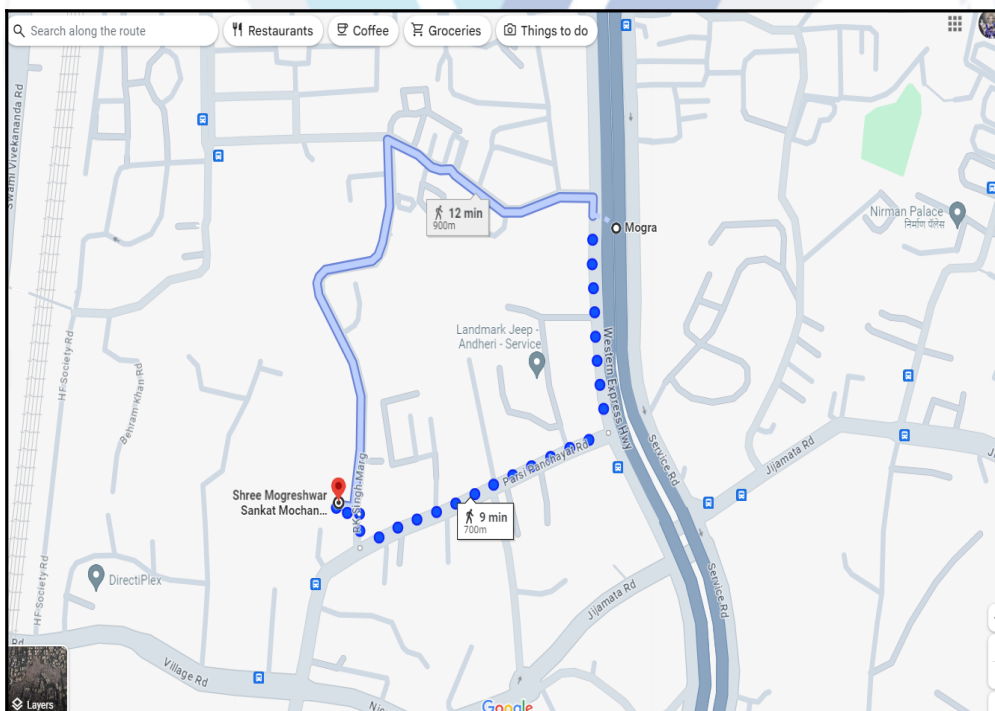 Search along the route
Restaurants
Coffee
Groceries
Things to do
Swami Vivekananda Rd
12 min
900m
Mogra
Nirman Palace
निर्माण पॅलेस
Landmark Jeep -
Andheri - Service
Western Express Hwy
HF Society Rd
Behram Khan Rd
Parsi Panchayat Rd
Service Rd
Jijamata Rd
RK Singh Marg
Shree Mogreshwar
Sankat Mochan...
9 min
700m
DirectiPlex
HF Society Rd
Jijamata Rd
Service Rd
Rd
Village Rd
Layers
Google